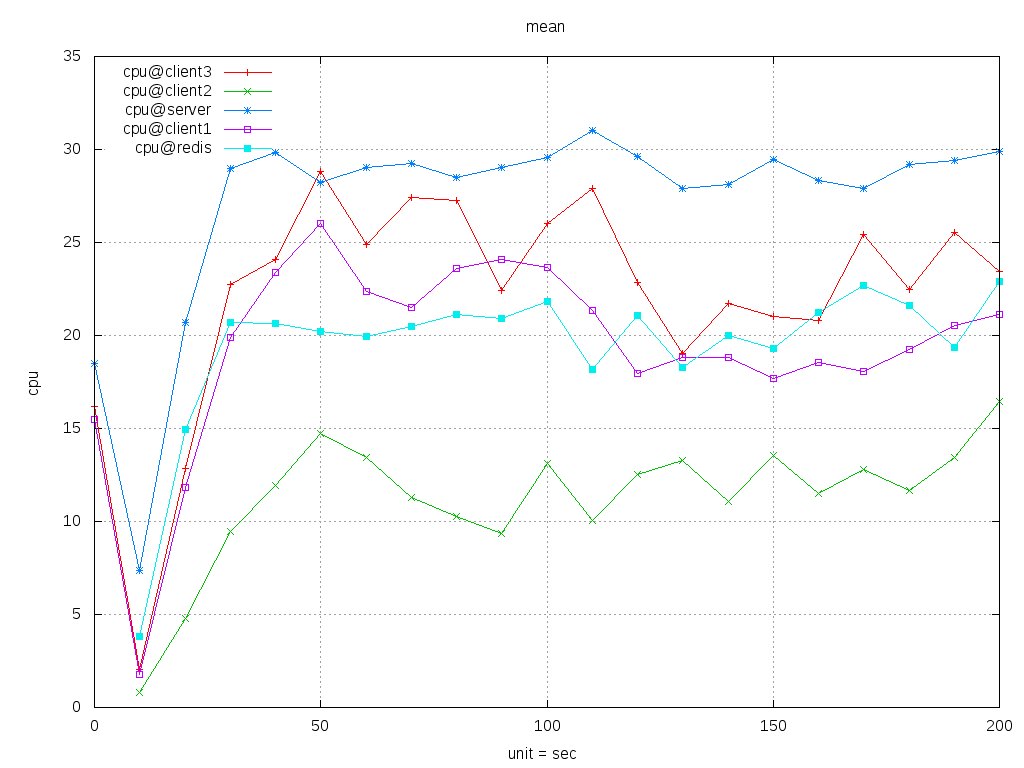 mean
35
30
25
20
15
10
5
0
cpu
cpu@client3
cpu@client2
cpu@server
cpu@client1
cpu@redis
0 50 100 150 200
unit = sec